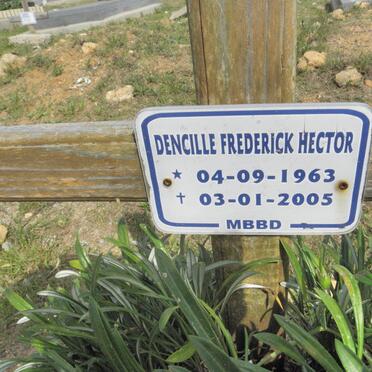 DENCILLE FREDERICK HECTOR
★ 04-09-1963
✝ 03-01-2005
MBBD